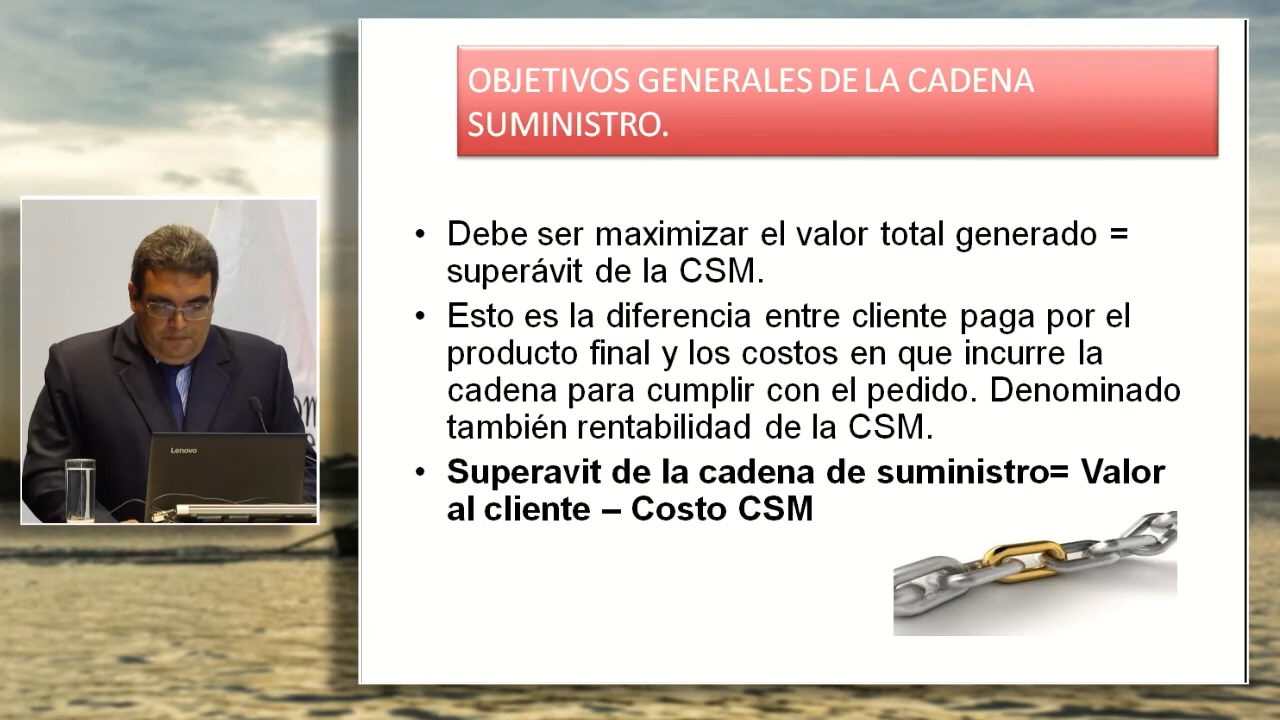 OBJETIVOS GENERALES DE LA CADENA
SUMINISTRO.
• Debe ser maximizar el valor total generado =
superávit de la CSM.
• Esto es la diferencia entre cliente paga por el
producto final y los costos en que incurre la
cadena para cumplir con el pedido. Denominado
también rentabilidad de la CSM.
• Superavit de la cadena de suministro= Valor
al cliente – Costo CSM
Lenovo